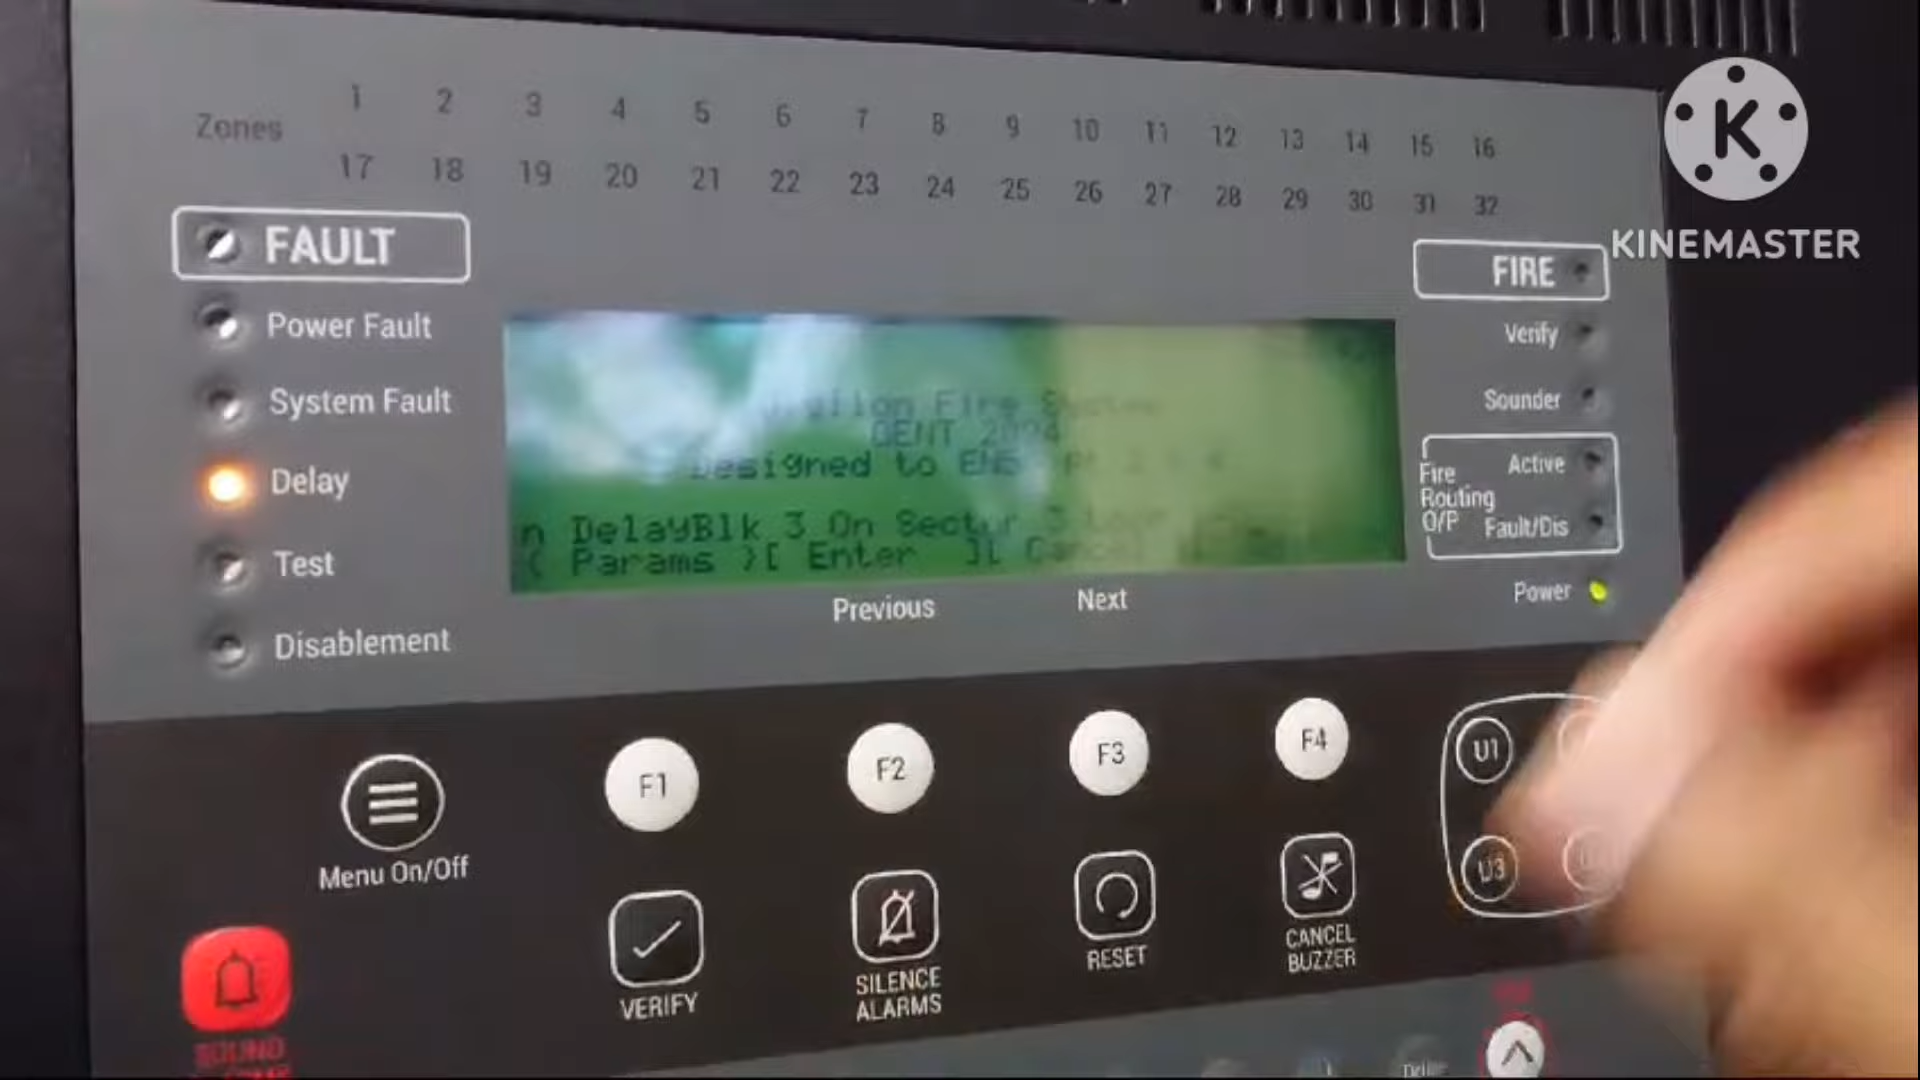 Zones 1 2 3 4 5 6 7 8 9 10 11 12 13 14 15 16
17 18 19 20 21 22 23 24 25 26 27 28 29 30 31 32
K
KINEMASTER
FAULT
Power Fault
System Fault
Delay
Test
Disablement
Fire
GENT
Designed to
DelayBlk 3 On Sector 3
( Params )[ Enter ][ Cancel
Previous Next
FIRE
Verify
Sounder
Fire Routing O/P
Active
Fault/Dis
Power
F1 F2 F3 F4
U1
U3
Menu On/Off
VERIFY
SILENCE
ALARMS
RESET
CANCEL
BUZZER
SOUND